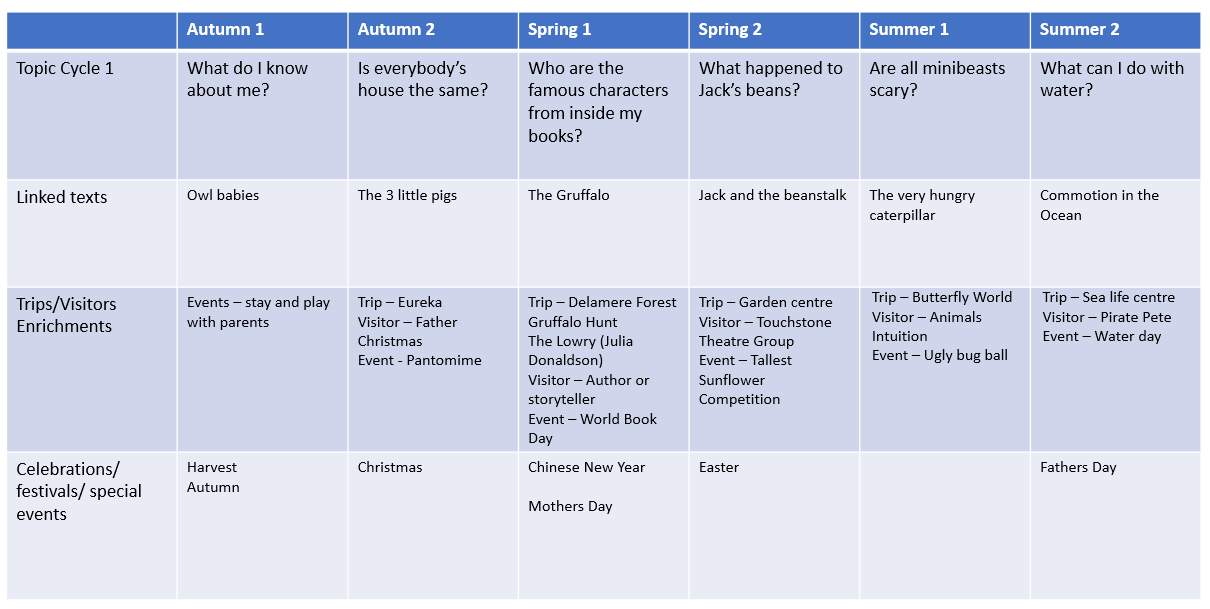 Autumn 1
Autumn 2
Spring 1
Spring 2
Summer 1
Summer 2
Topic Cycle 1
What do I know
about me?
Is everybody’s
house the same?
Who are the
famous characters
from inside my
books?
What happened to
Jack’s beans?
Are all minibeasts
scary?
What can I do with
water?
Linked texts
Owl babies
The 3 little pigs
The Gruffalo
Jack and the beanstalk
The very hungry
caterpillar
Commotion in the
Ocean
Trips/Visitors
Enrichments
Events – stay and play
with parents
Trip – Eureka
Visitor – Father
Christmas
Event - Pantomime
Trip – Delamere Forest
Gruffalo Hunt
The Lowry (Julia
Donaldson)
Visitor – Author or
storyteller
Event – World Book
Day
Trip – Garden centre
Visitor – Touchstone
Theatre Group
Event – Tallest
Sunflower
Competition
Trip – Butterfly World
Visitor – Animals
Intuition
Event – Ugly bug ball
Trip – Sea life centre
Visitor – Pirate Pete
Event – Water day
Celebrations/
festivals/ special
events
Harvest
Autumn
Christmas
Chinese New Year
Mothers Day
Easter
Fathers Day